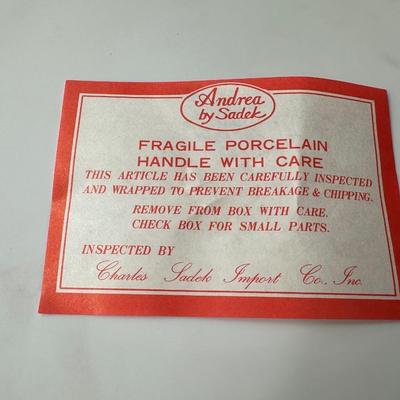 Andrea
by Sadek
FRAGILE PORCELAIN
HANDLE WITH CARE
THIS ARTICLE HAS BEEN CAREFULLY INSPECTED
AND WRAPPED TO PREVENT BREAKAGE & CHIPPING.
REMOVE FROM BOX WITH CARE.
CHECK BOX FOR SMALL PARTS.
INSPECTED BY
Charles Sadek Import Co., Inc.